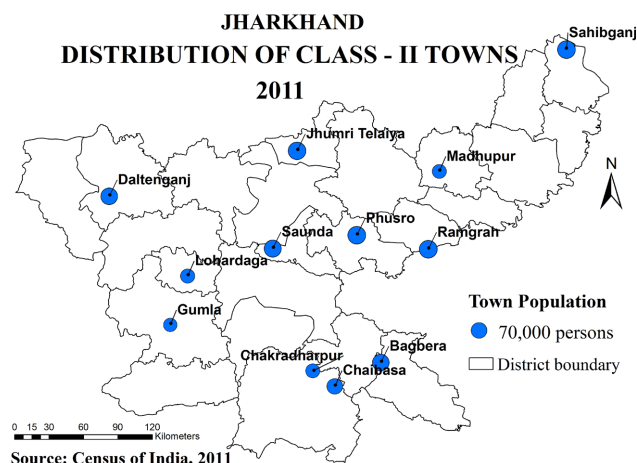 JHARKHAND
DISTRIBUTION OF CLASS - II TOWNS
2011
Sahibganj
Jhumri Telaiya
Madhupur
Daltenganj
N
Phusro
Saunda
Ramgrah
Lohardaga
Gumla
Town Population
70,000 persons
District boundary
Bagbera
Chakradharpur
Chaibasa
0 15 30 60 90 120
Kilometers
Source: Census of India, 2011